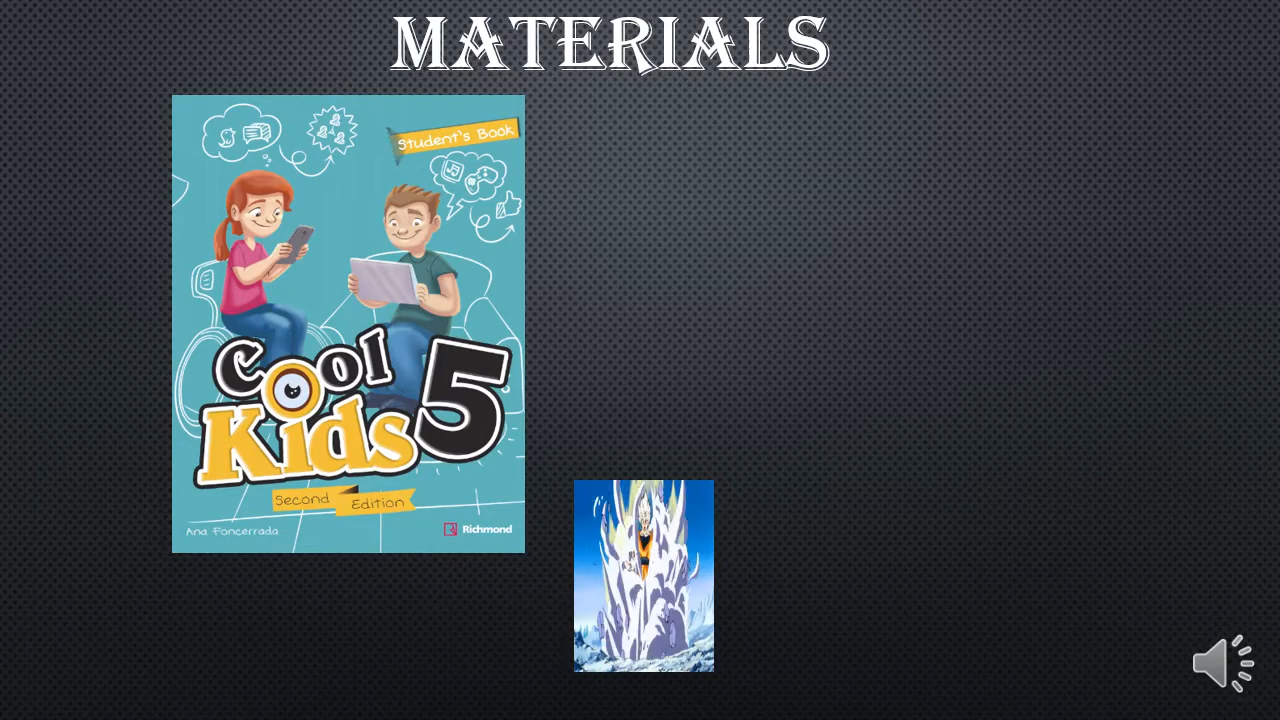 MATERIALS
Student's Book
Cool
Kids 5
Second Edition
Ana Foncerrada
Richmond